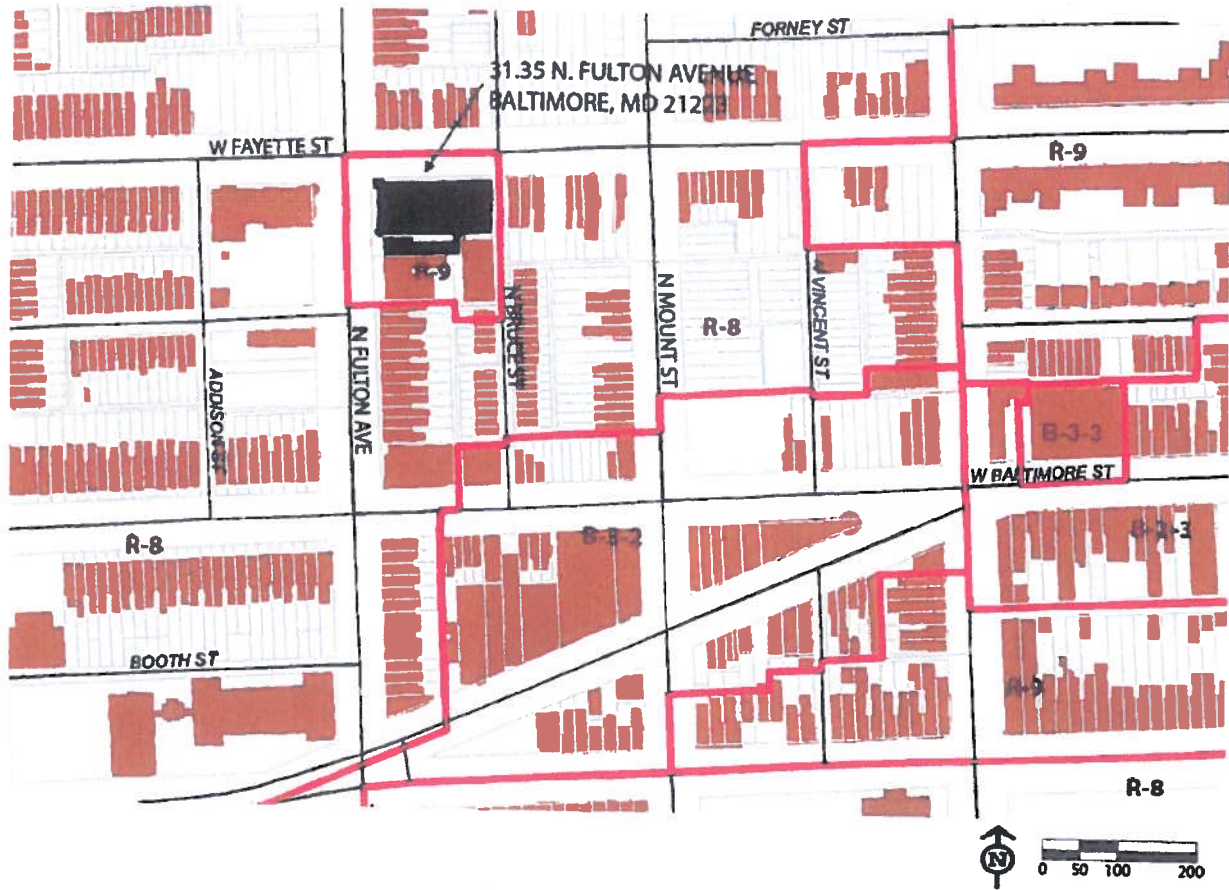 FORNEY ST
31.35 N. FULTON AVENUE
BALTIMORE, MD 21223
W FAYETTE ST
R-9
R-9
N BRUCE ST
N MOUNT ST
R-8
N VINCENT ST
N FULTON AVE
ADDISON ST
B-3-3
W BALTIMORE ST
R-8
B-3-2
B-2-3
BOOTH ST
R-9
R-8
N
0 50 100 200